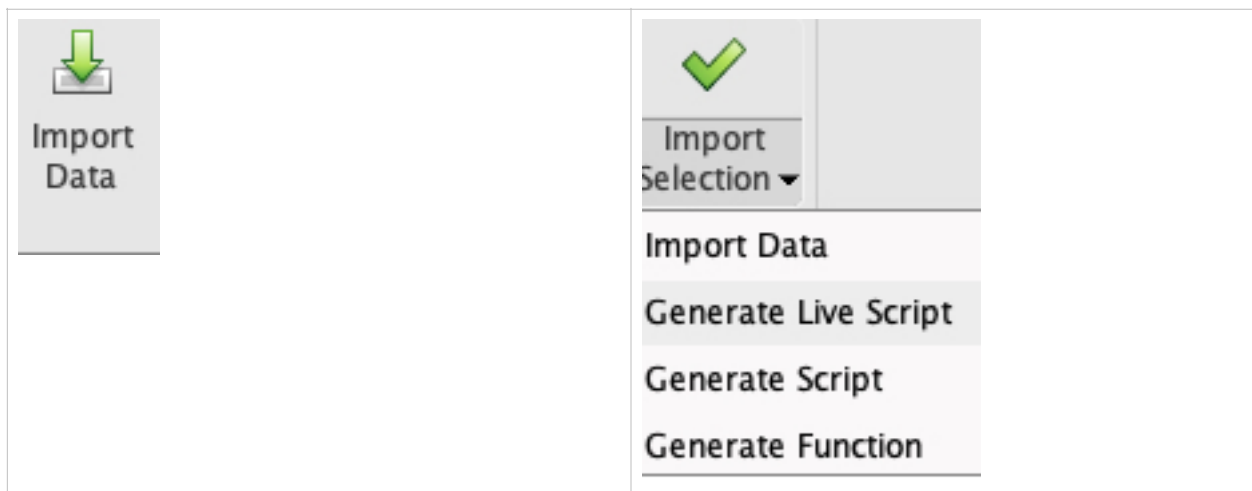 Import
Data
Import
Selection
Import Data
Generate Live Script
Generate Script
Generate Function